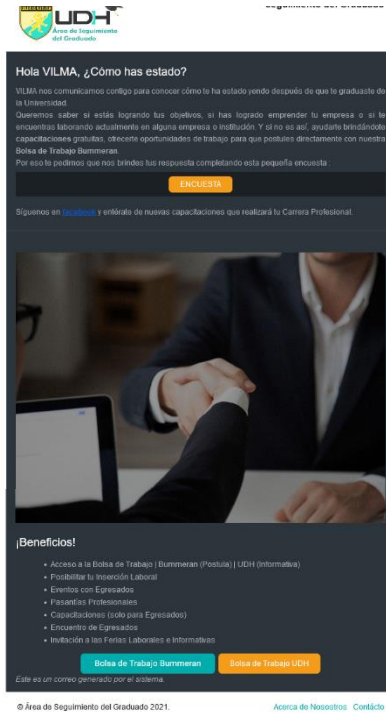 UDH
Área de Seguimiento
del Graduado
Seguimiento del Graduado
Hola VILMA, ¿Cómo has estado?
VILMA nos comunicamos contigo para conocer cómo le ha estado yendo después de que te graduaste de
la Universidad.
Queremos saber si estás logrando tus objetivos, si has logrado emprender tu empresa o si te
encuentras laborando actualmente en alguna empresa o institución. Y si no es así, ayudarte brindándote
capacitaciones gratuitas, ofrecerte oportunidades de trabajo para que postules directamente con nuestra
Bolsa de Trabajo Bummeran.
Por eso te pedimos que nos brindes tus respuesta completando esta pequeña encuesta :
ENCUESTA
Síguenos en facebook y entérate de nuevas capacitaciones que realizará tu Carrera Profesional.
¡Beneficios!
• Acceso a la Bolsa de Trabajo | Bummeran (Postula) | UDH (Informativa)
• Posibilitar tu Inserción Laboral
• Eventos con Egresados
• Pasantías Profesionales
• Capacitaciones (solo para Egresados)
• Encuentro de Egresados
• Invitación a las Ferias Laborales e Informativas
Bolsa de Trabajo Bummeran Bolsa de Trabajo UDH
Este es un correo generado por el sistema.
© Área de Seguimiento del Graduado 2021. Acerca de Nosotros Contácto